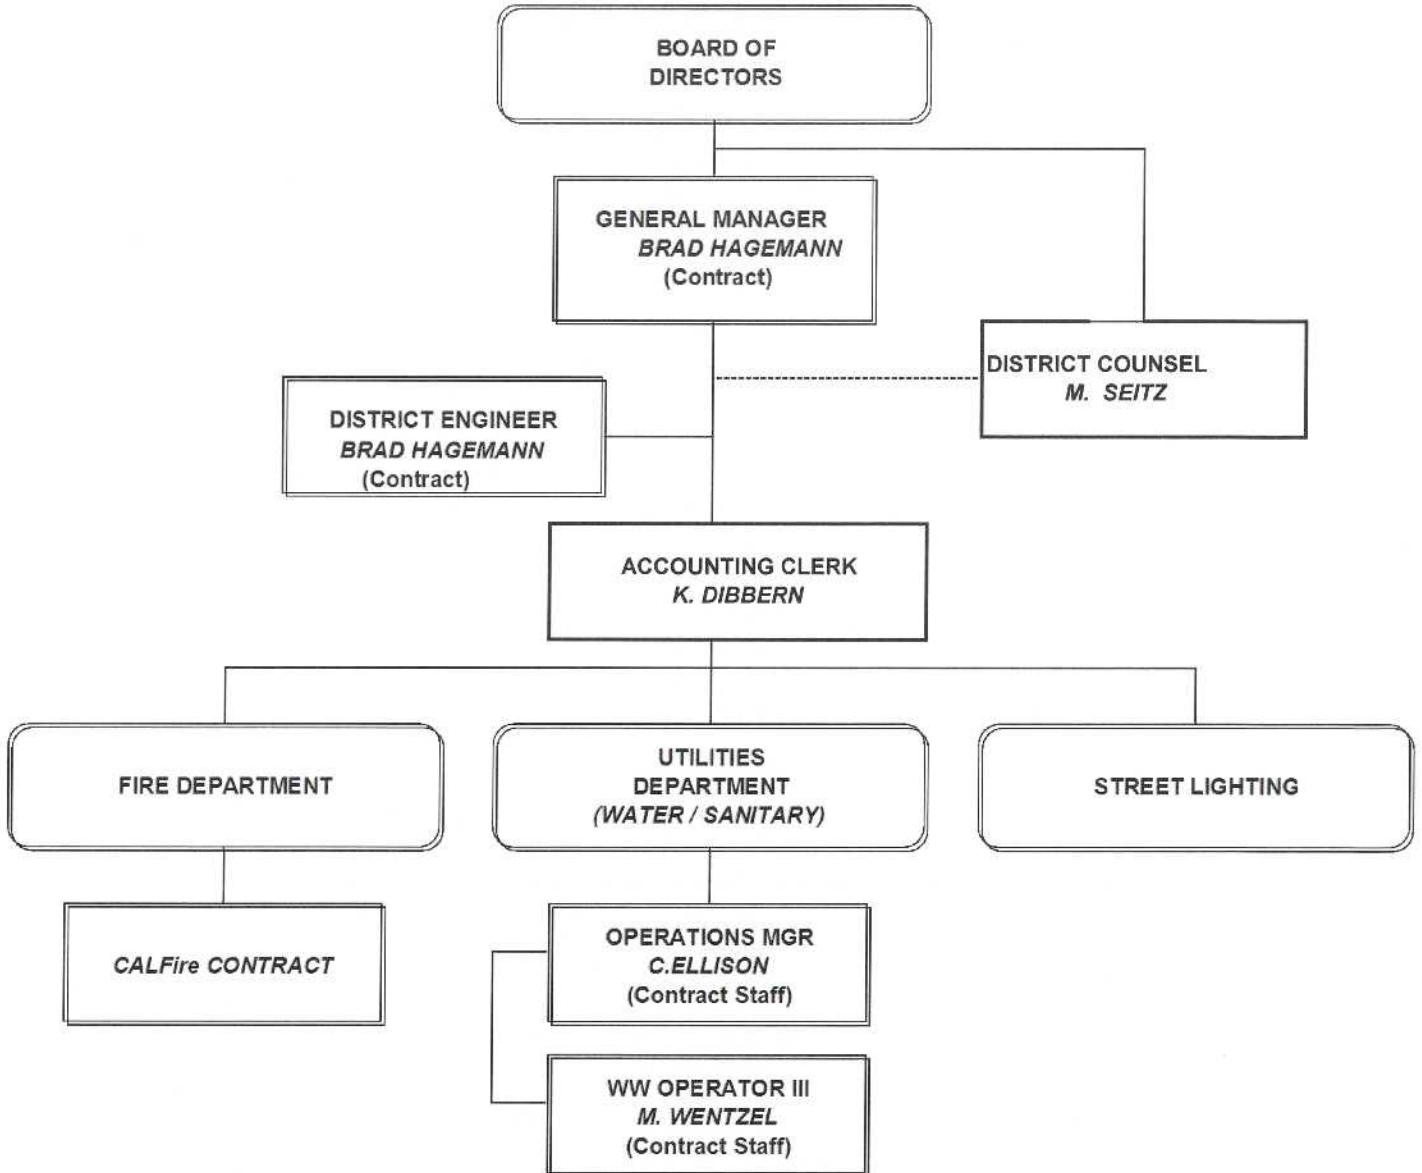 BOARD OF
DIRECTORS
GENERAL MANAGER
BRAD HAGEMANN
(Contract)
DISTRICT COUNSEL
M. SEITZ
DISTRICT ENGINEER
BRAD HAGEMANN
(Contract)
ACCOUNTING CLERK
K. DIBBERN
FIRE DEPARTMENT
UTILITIES
DEPARTMENT
(WATER / SANITARY)
STREET LIGHTING
CALFire CONTRACT
OPERATIONS MGR
C.ELLISON
(Contract Staff)
WW OPERATOR III
M. WENTZEL
(Contract Staff)